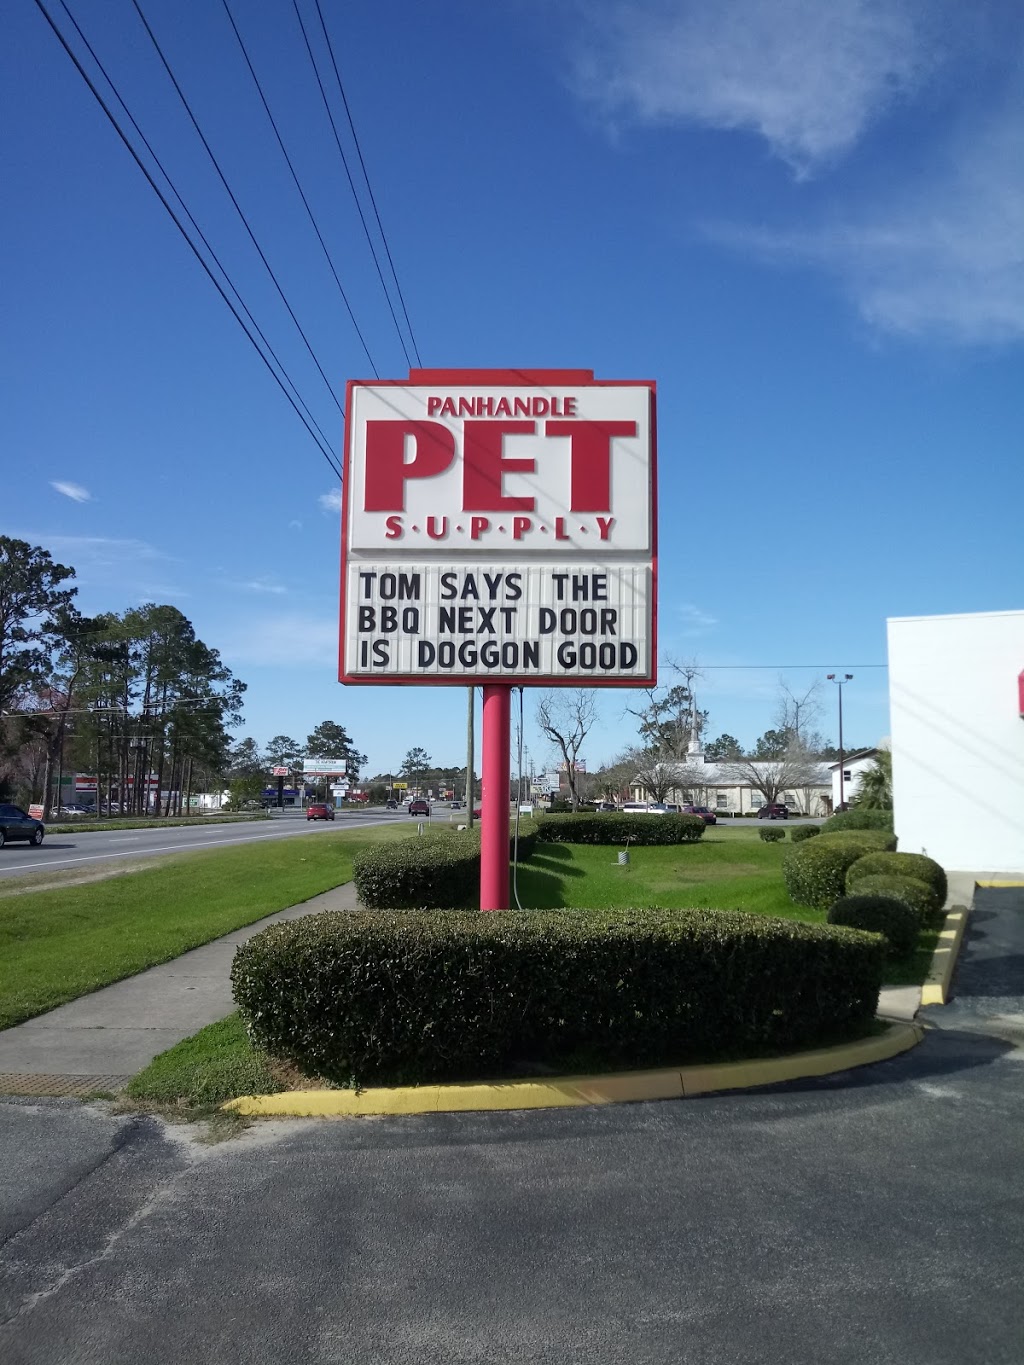 PANHANDLE
PET
S·U·P·P·L·Y
TOM SAYS THE
BBQ NEXT DOOR
IS DOGGON GOOD